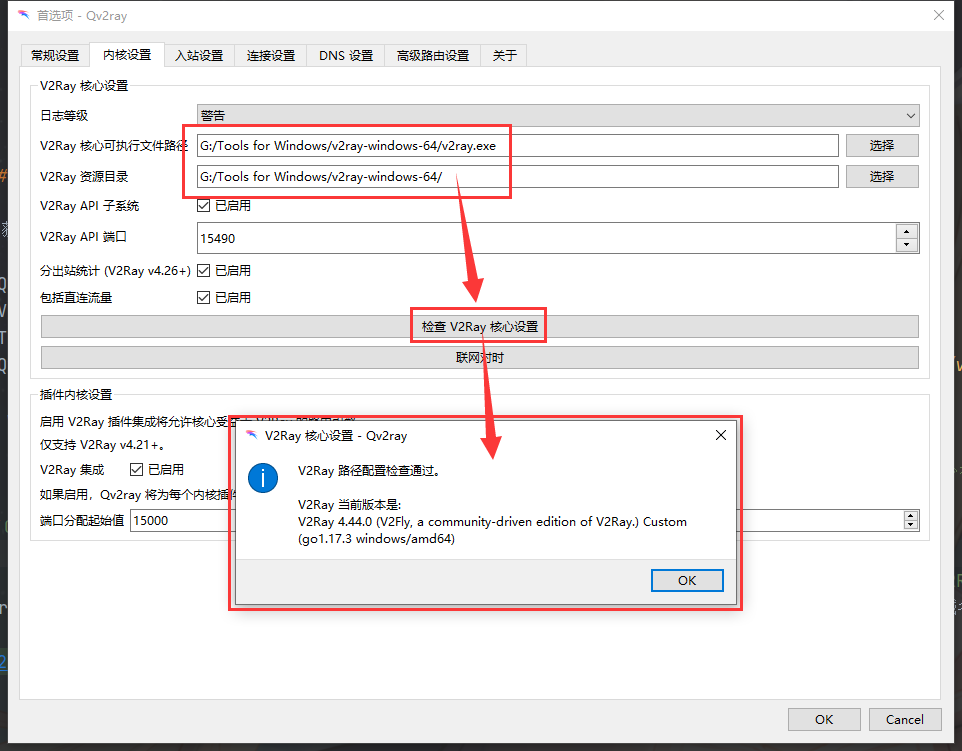 首选项 - Qv2ray
常规设置 内核设置 入站设置 连接设置 DNS 设置 高级路由设置 关于
V2Ray 核心设置
日志等级 警告
V2Ray 核心可执行文件路径 G:/Tools for Windows/v2ray-windows-64/v2ray.exe 选择
V2Ray 资源目录 G:/Tools for Windows/v2ray-windows-64/ 选择
V2Ray API 子系统 已启用
V2Ray API 端口 15490
分出站统计 (V2Ray v4.26+) 已启用
包括直连流量 已启用
检查 V2Ray 核心设置
联网对时
插件内核设置
启用 V2Ray 插件集成将允许核心受
仅支持 V2Ray v4.21+。
V2Ray 集成 已启用
如果启用，Qv2ray 将为每个内核插件
端口分配起始值 15000
V2Ray 核心设置 - Qv2ray
V2Ray 路径配置检查通过。
V2Ray 当前版本是:
V2Ray 4.44.0 (V2Fly, a community-driven edition of V2Ray.) Custom
(go1.17.3 windows/amd64)
OK
OK Cancel